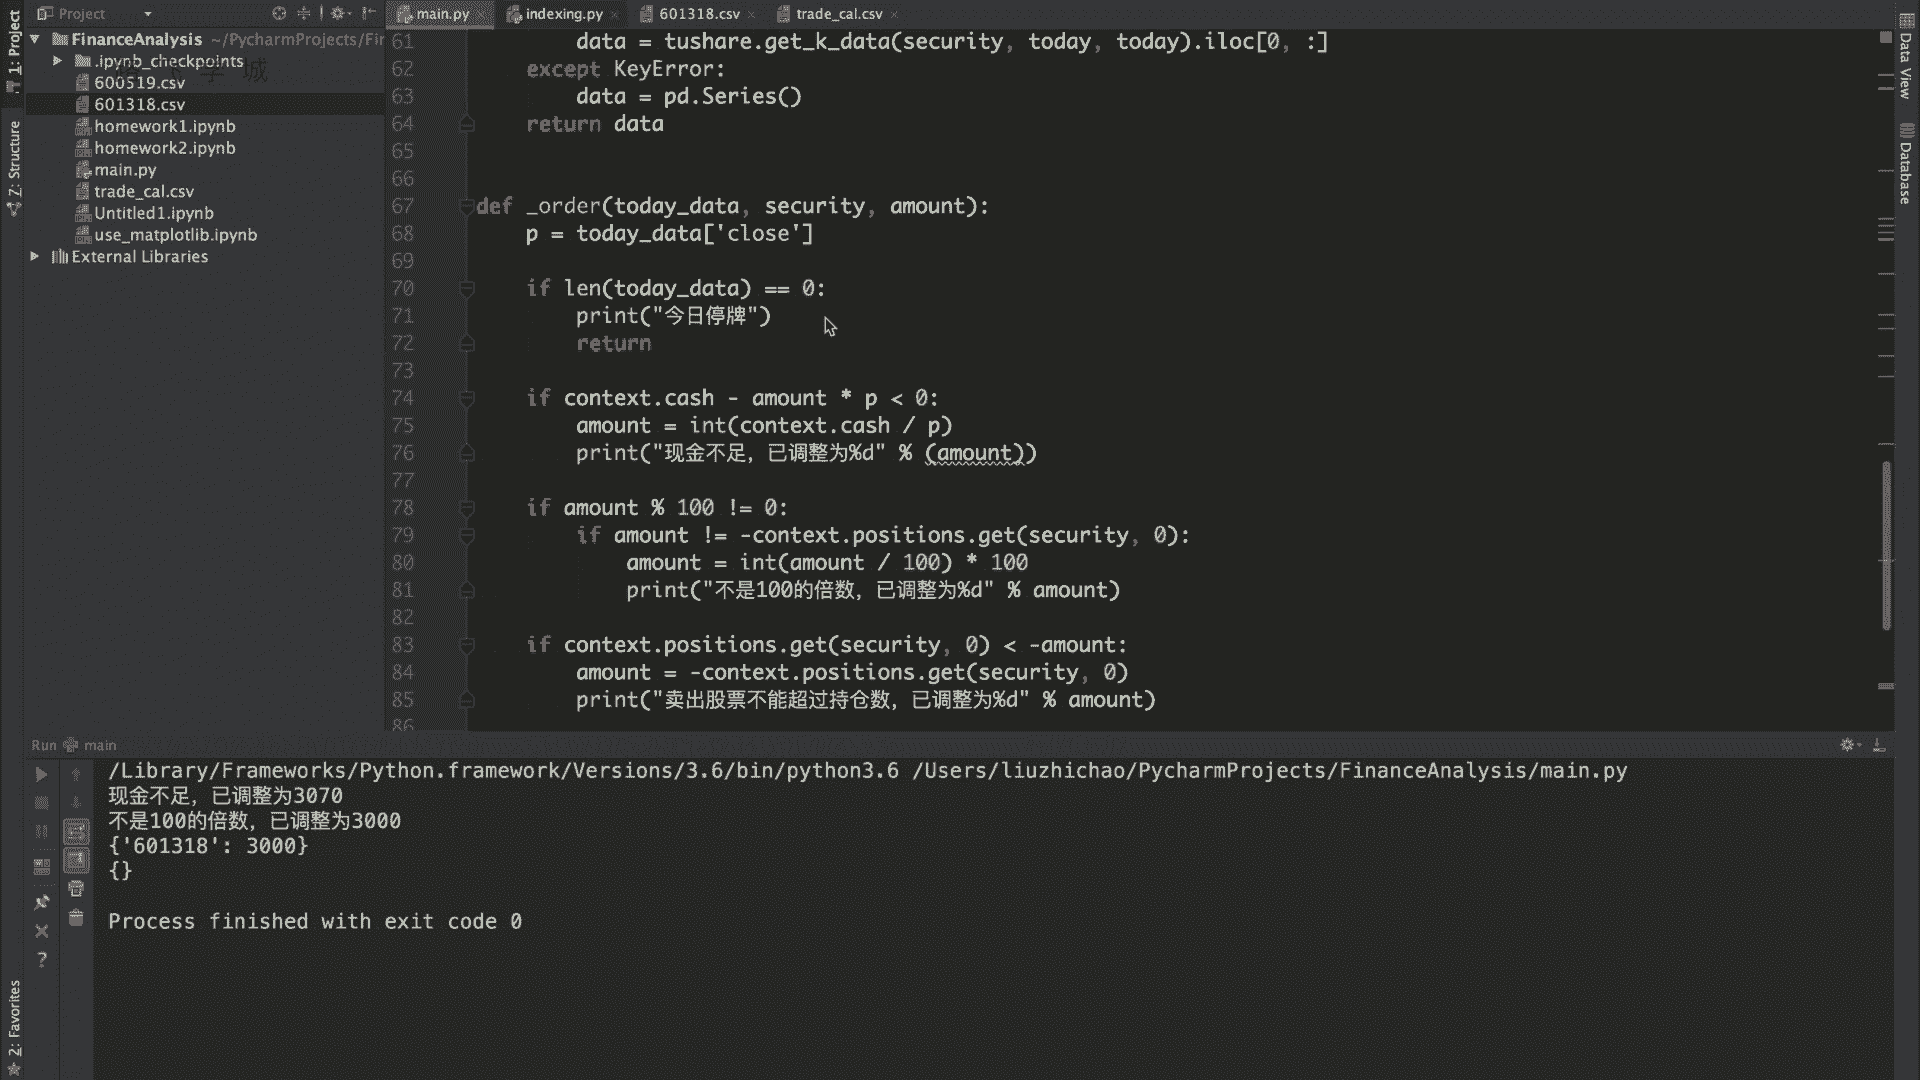 Project
main.py
indexing.py
601318.csv
trade_cal.csv
1: Project
Z: Structure
2: Favorites
Data View
Database
FinanceAnalysis ~/PycharmProjects/Fir
.ipynb_checkpoints
600519.csv
601318.csv
homework1.ipynb
homework2.ipynb
main.py
trade_cal.csv
Untitled1.ipynb
use_matplotlib.ipynb
External Libraries
61 data = tushare.get_k_data(security, today, today).iloc[0, :]
62 except KeyError:
63 data = pd.Series()
64 return data
65
66
67 def _order(today_data, security, amount):
68 p = today_data['close']
69
70 if len(today_data) == 0:
71 print("今日停牌")
72 return
73
74 if context.cash - amount * p < 0:
75 amount = int(context.cash / p)
76 print("现金不足，已调整为%d" % (amount))
77
78 if amount % 100 != 0:
79 if amount != -context.positions.get(security, 0):
80 amount = int(amount / 100) * 100
81 print("不是100的倍数，已调整为%d" % amount)
82
83 if context.positions.get(security, 0) < -amount:
84 amount = -context.positions.get(security, 0)
85 print("卖出股票不能超过持仓数，已调整为%d" % amount)
86
Run main
/Library/Frameworks/Python.framework/Versions/3.6/bin/python3.6 /Users/liuzhichao/PycharmProjects/FinanceAnalysis/main.py
现金不足，已调整为3070
不是100的倍数，已调整为3000
{'601318': 3000}
{}
Process finished with exit code 0